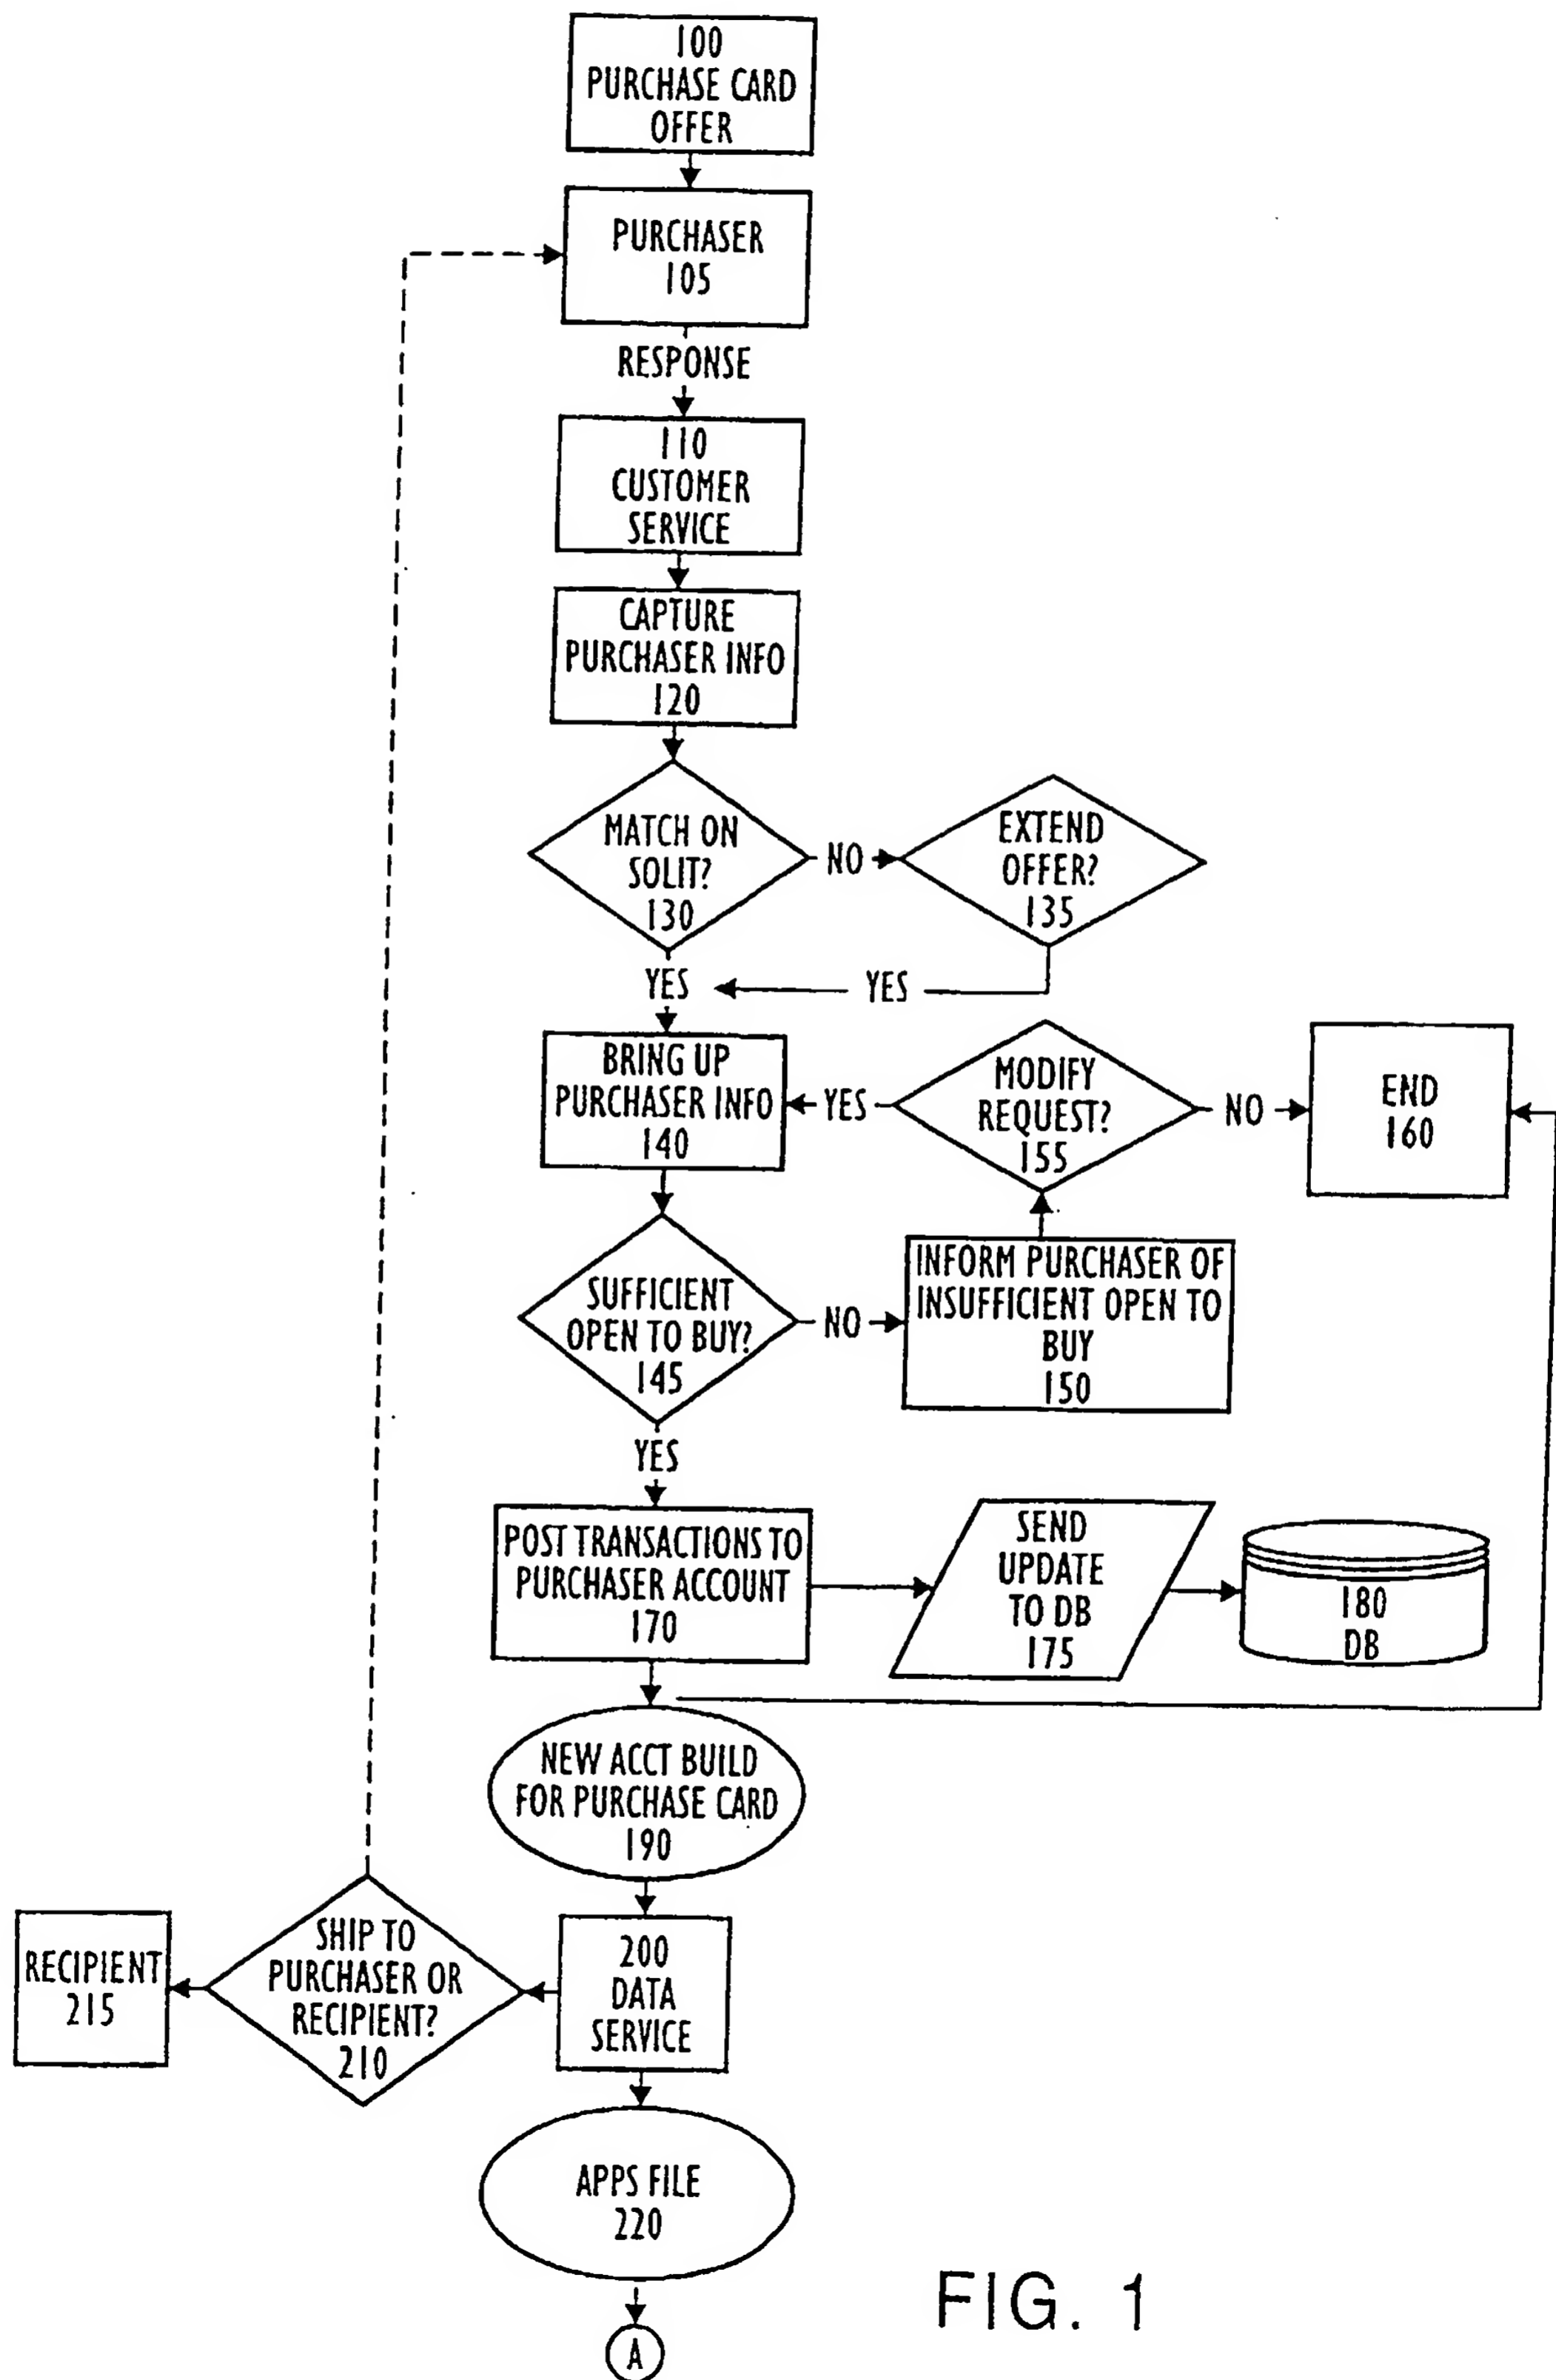 100
PURCHASE CARD
OFFER
PURCHASER
105
RESPONSE
110
CUSTOMER
SERVICE
CAPTURE
PURCHASER INFO
120
MATCH ON
SOLIT?
130
NO
EXTEND
OFFER?
135
YES
YES
BRING UP
PURCHASER INFO
140
YES
MODIFY
REQUEST?
155
NO
END
160
SUFFICIENT
OPEN TO BUY?
145
NO
INFORM PURCHASER OF
INSUFFICIENT OPEN TO
BUY
150
YES
POST TRANSACTIONS TO
PURCHASER ACCOUNT
170
SEND
UPDATE
TO DB
175
180
DB
NEW ACCT BUILD
FOR PURCHASE CARD
190
RECIPIENT
215
SHIP TO
PURCHASER OR
RECIPIENT?
210
200
DATA
SERVICE
APPS FILE
220
A
FIG. 1